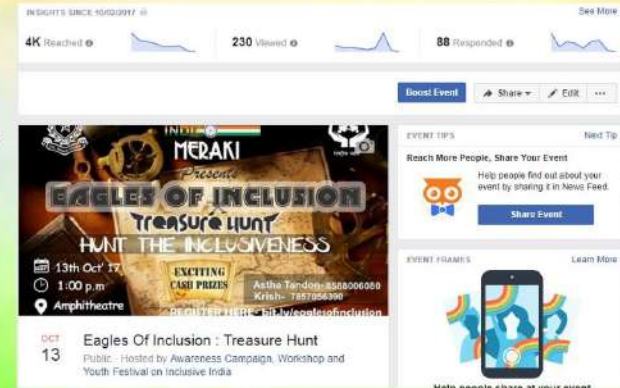 INSIGHTS SINCE 10/02/2017
See More
4K Reached
230 Viewed
88 Responded
Boost Event
Share
Edit
MERAKI
Presents
EAGLES OF INCLUSION
TREASURE HUNT
HUNT THE INCLUSIVENESS
13th Oct' 17
1:00 p.m
Amphitheatre
EXCITING
CASH PRIZES
Astha Tandon- 8588006080
Krish- 7857056390
REGISTER HERE- bit.ly/eaglesofinclusion
OCT
13
Eagles Of Inclusion : Treasure Hunt
Public · Hosted by Awareness Campaign, Workshop and
Youth Festival on Inclusive India
EVENT TIPS
Next Tip
Reach More People, Share Your Event
Help people find out about your
event by sharing it in News Feed.
Share Event
EVENT FRAMES
Learn More
Help people share at your event